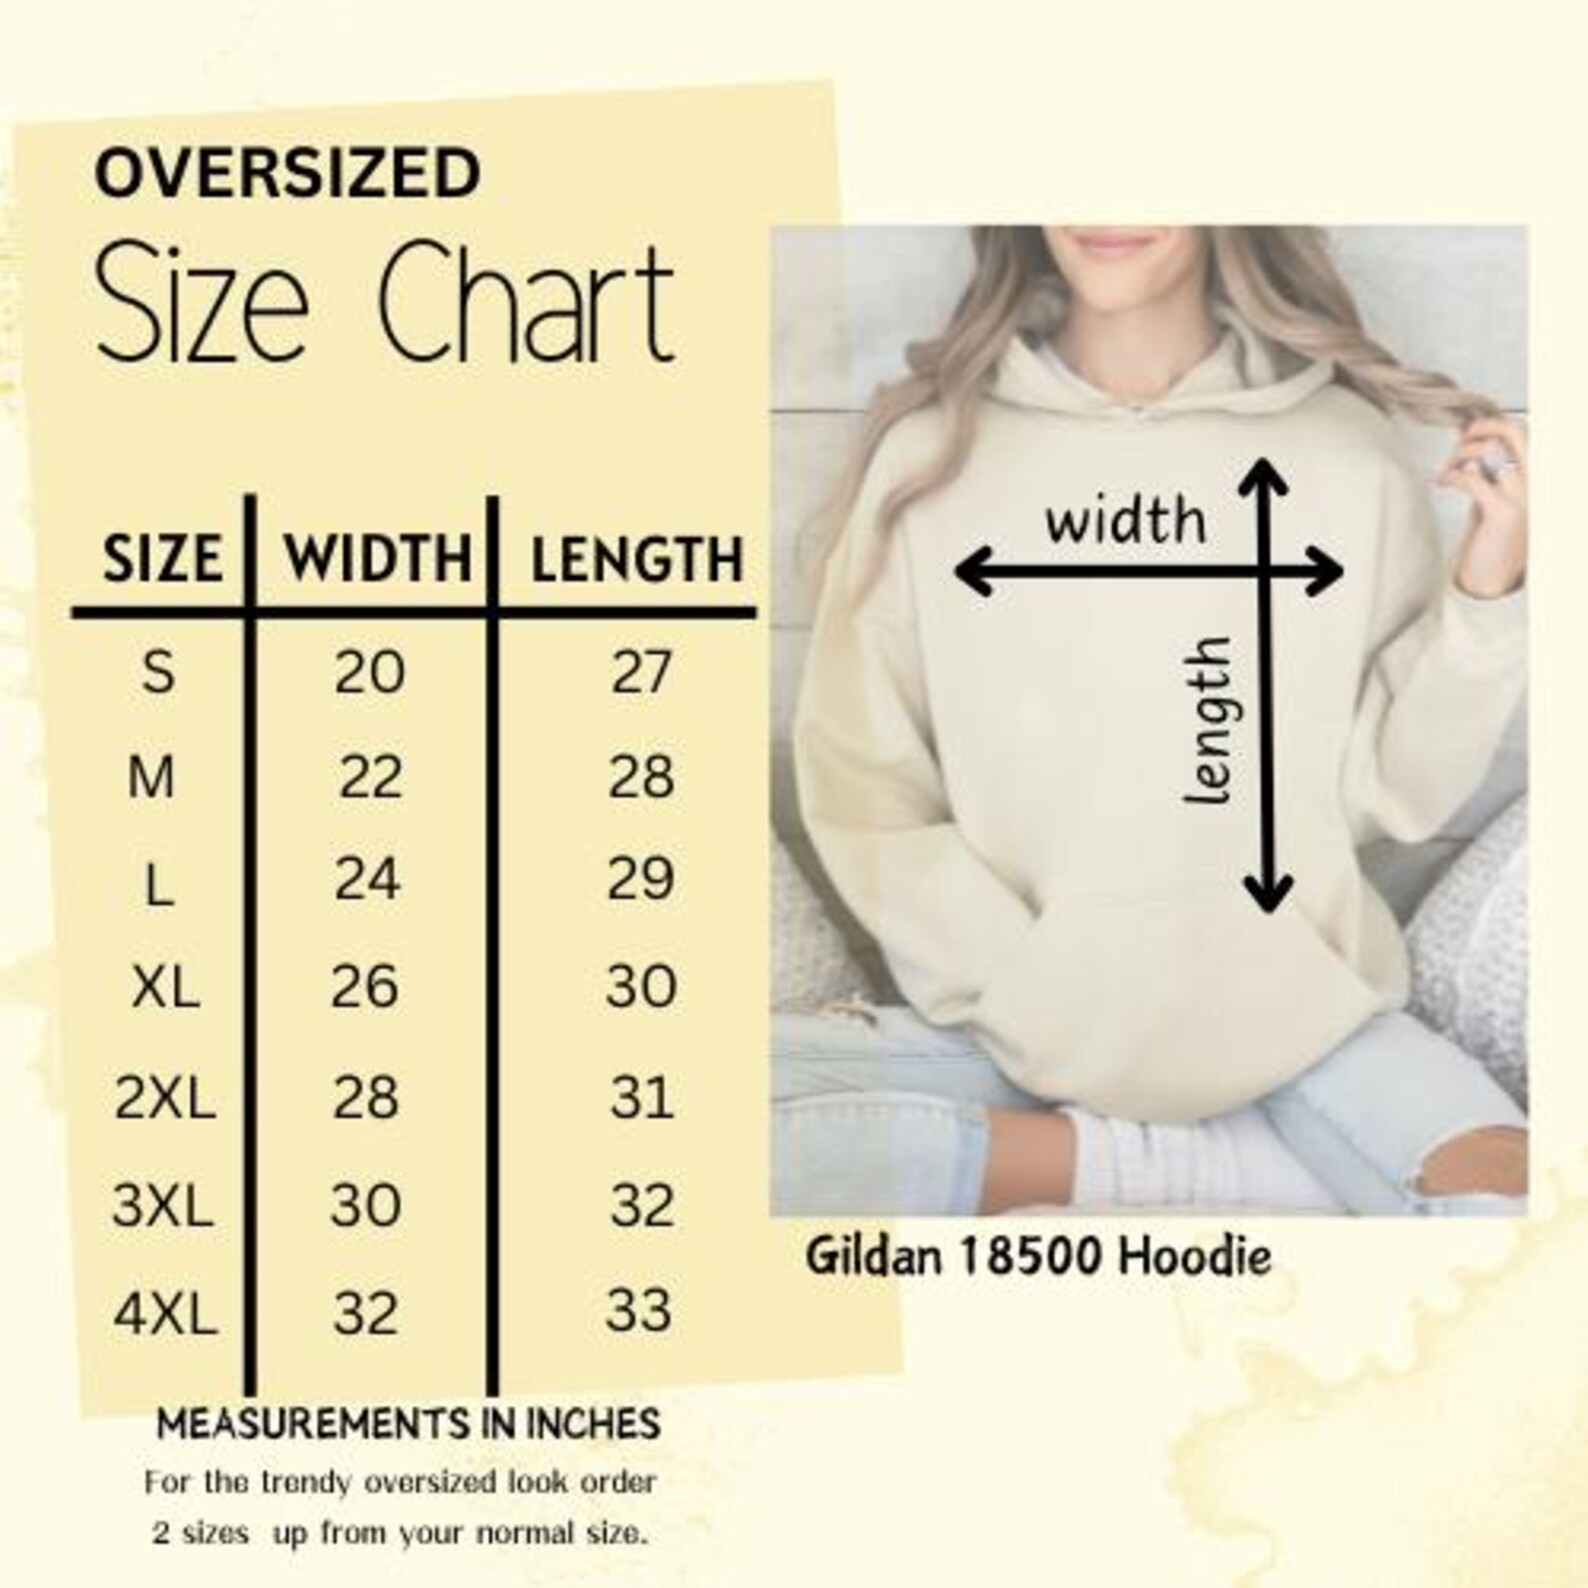 OVERSIZED
Size Chart
SIZE WIDTH LENGTH
S 20 27
M 22 28
L 24 29
XL 26 30
2XL 28 31
3XL 30 32
4XL 32 33
MEASUREMENTS IN INCHES
For the trendy oversized look order
2 sizes up from your normal size.
width
length
Gildan 18500 Hoodie